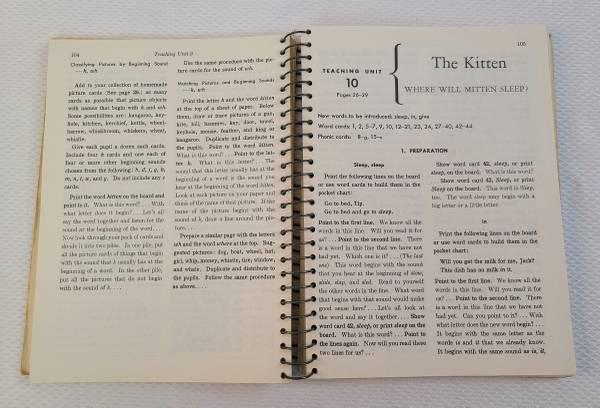 104
Teaching Unit 9
Classifying Pictures by Beginning Sound
— k, wh
Add to your collection of homemade
picture cards (See page 28.) as many
cards as possible that picture objects
with names that begin with k and wh.
Some possibilities are: kangaroo, key-
hole, kitchen, kerchief, kettle, wheel-
barrow, whiskbroom, whiskers, wheat,
whistle.
Give each pupil a dozen such cards.
Include four k cards and one each of
four or more other beginning sounds
chosen from the following: h, d, f, g, b,
m, n, t, w, and y. Do not include any c
cards.
Print the word kitten on the board and
point to it. What is this word? . . . With
what letter does it begin? . . . Let's all
say the word together and listen for the
sound at the beginning of the word. . . .
Now look through your pack of cards and
divide it into two piles. In one pile, put
all the picture cards of things that begin
with the sound that k usually has at the
beginning of a word. In the other pile,
put all the pictures that do not begin
with the sound of k. . . .
Use the same procedure with the pic-
ture cards for the sound of wh.
Matching Pictures and Beginning Sounds
— k, wh
Print the letter k and the word kitten
at the top of a sheet of paper. Below
them, draw or trace pictures of a gun,
kite, hill, hammer, key, door, towel,
keyhole, mouse, feather, and king or
kangaroo. Duplicate and distribute to
the pupils. Point to the word kitten.
What is this word? . . . Point to the let-
ter k. What is this letter? . . . The
sound that this letter usually has at the
beginning of a word is the sound you
hear at the beginning of the word kitten.
Look at each picture on your paper and
think of the name of that picture. If the
name of the picture begins with the
sound of k, draw a line around the pic-
ture. . . .
Prepare a similar page with the letters
wh and the word where at the top. Sug-
gested pictures: dog, boat, wheel, bat,
girl, whip, money, whistle, tire, window,
and whale. Duplicate and distribute to
the pupils. Follow the same procedure
as above. . . .
105
TEACHING UNIT
10
Pages 26–29
The Kitten
WHERE WILL MITTEN SLEEP?
New words to be introduced: sleep, in, give
Word cards: 1, 2, 5–7, 9, 10, 12–21, 23, 24, 27–40, 42–44
Phonic cards:
1. PREPARATION
Sleep, sleep
Print the following lines on the board
or use word cards to build them in the
pocket chart:
Go to bed, Tip.
Go to bed and go to sleep.
Point to the first line. We know all the
words in this line. Will you read it for
us? . . . Point to the second line. There
is a word in this line that we have not
had yet. Which one is it? . . . (The last
one) This word begins with the sound
that you hear at the beginning of slow,
slide, slap, and sled. Read to yourself
the other words in the line. What word
that begins with that sound would make
good sense here? . . . Let's all look at
the word and say it together. . . . Show
word card 42, sleep, or print sleep on the
board. What is this word? . . . Point to
the lines again. Now will you read these
two lines for us? . . .
Show word card 42, sleep, or print
sleep, on the board. What is this word?
Show word card 43, Sleep, or print
Sleep on the board. This word is Sleep,
too. The word sleep may begin with a
big letter or a little letter.
in
Print the following lines on the board
or use word cards to build them in the
pocket chart:
Will you get the milk for me, Jack?
This dish has no milk in it.
Point to the first line. We know all the
words in this line. Will you read it for
us? . . . Point to the second line. There
is a word in this line that we have not
had yet. Can you point to it? . . . With
what letter does the new word begin? . . .
It begins with the same letter as the
words is and it that we already know.
It begins with the same sound as is, it,